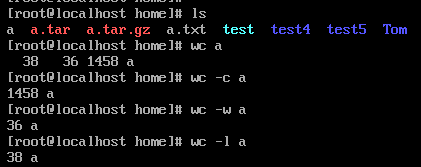 [root@localhost home]# ls
a  a.tar  a.tar.gz  a.txt  test  test4  test5  Tom
[root@localhost home]# wc a
  38   36 1458 a
[root@localhost home]# wc -c a
1458 a
[root@localhost home]# wc -w a
36 a
[root@localhost home]# wc -l a
38 a